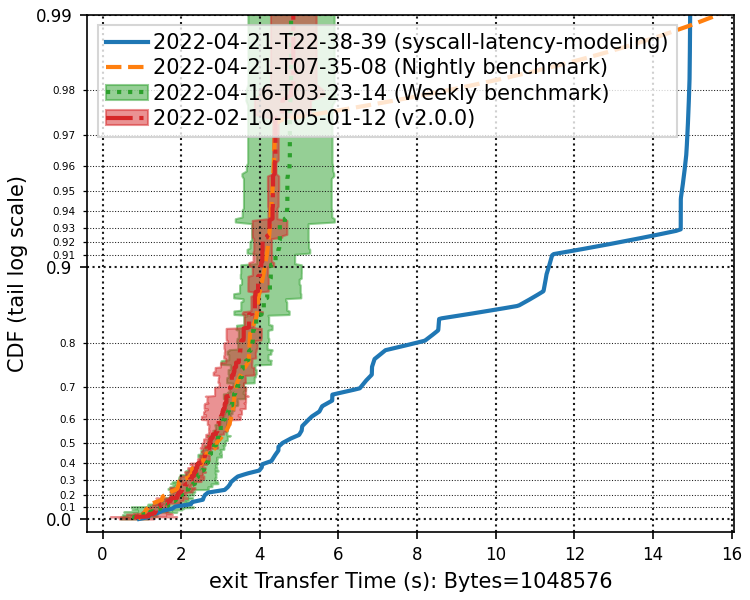 0.99
2022-04-21-T22-38-39 (syscall-latency-modeling)
2022-04-21-T07-35-08 (Nightly benchmark)
2022-04-16-T03-23-14 (Weekly benchmark)
2022-02-10-T05-01-12 (v2.0.0)
0.98
0.97
0.96
0.95
0.94
0.93
0.92
0.91
0.9
0.8
0.7
0.6
0.5
0.4
0.3
0.2
0.1
0.0
CDF (tail log scale)
0 2 4 6 8 10 12 14 16
exit Transfer Time (s): Bytes=1048576